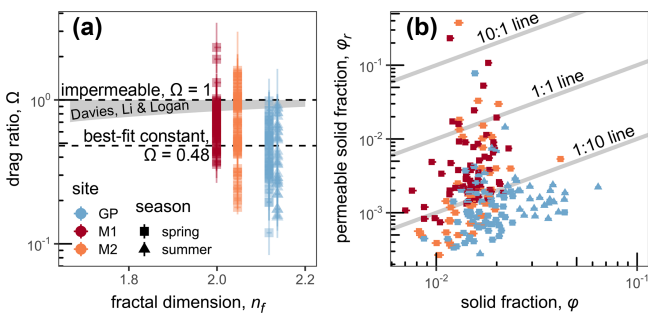 (a)
drag ratio, Ω
10⁰
10⁻¹
impermeable, Ω = 1
Davies, Li & Logan
best-fit constant,
Ω = 0.48
site
GP
M1
M2
season
spring
summer
1.8
2.0
2.2
fractal dimension, n_f
(b)
permeable solid fraction, φ_r
10⁻¹
10⁻²
10⁻³
10:1 line
1:1 line
1:10 line
10⁻²
10⁻¹
solid fraction, φ